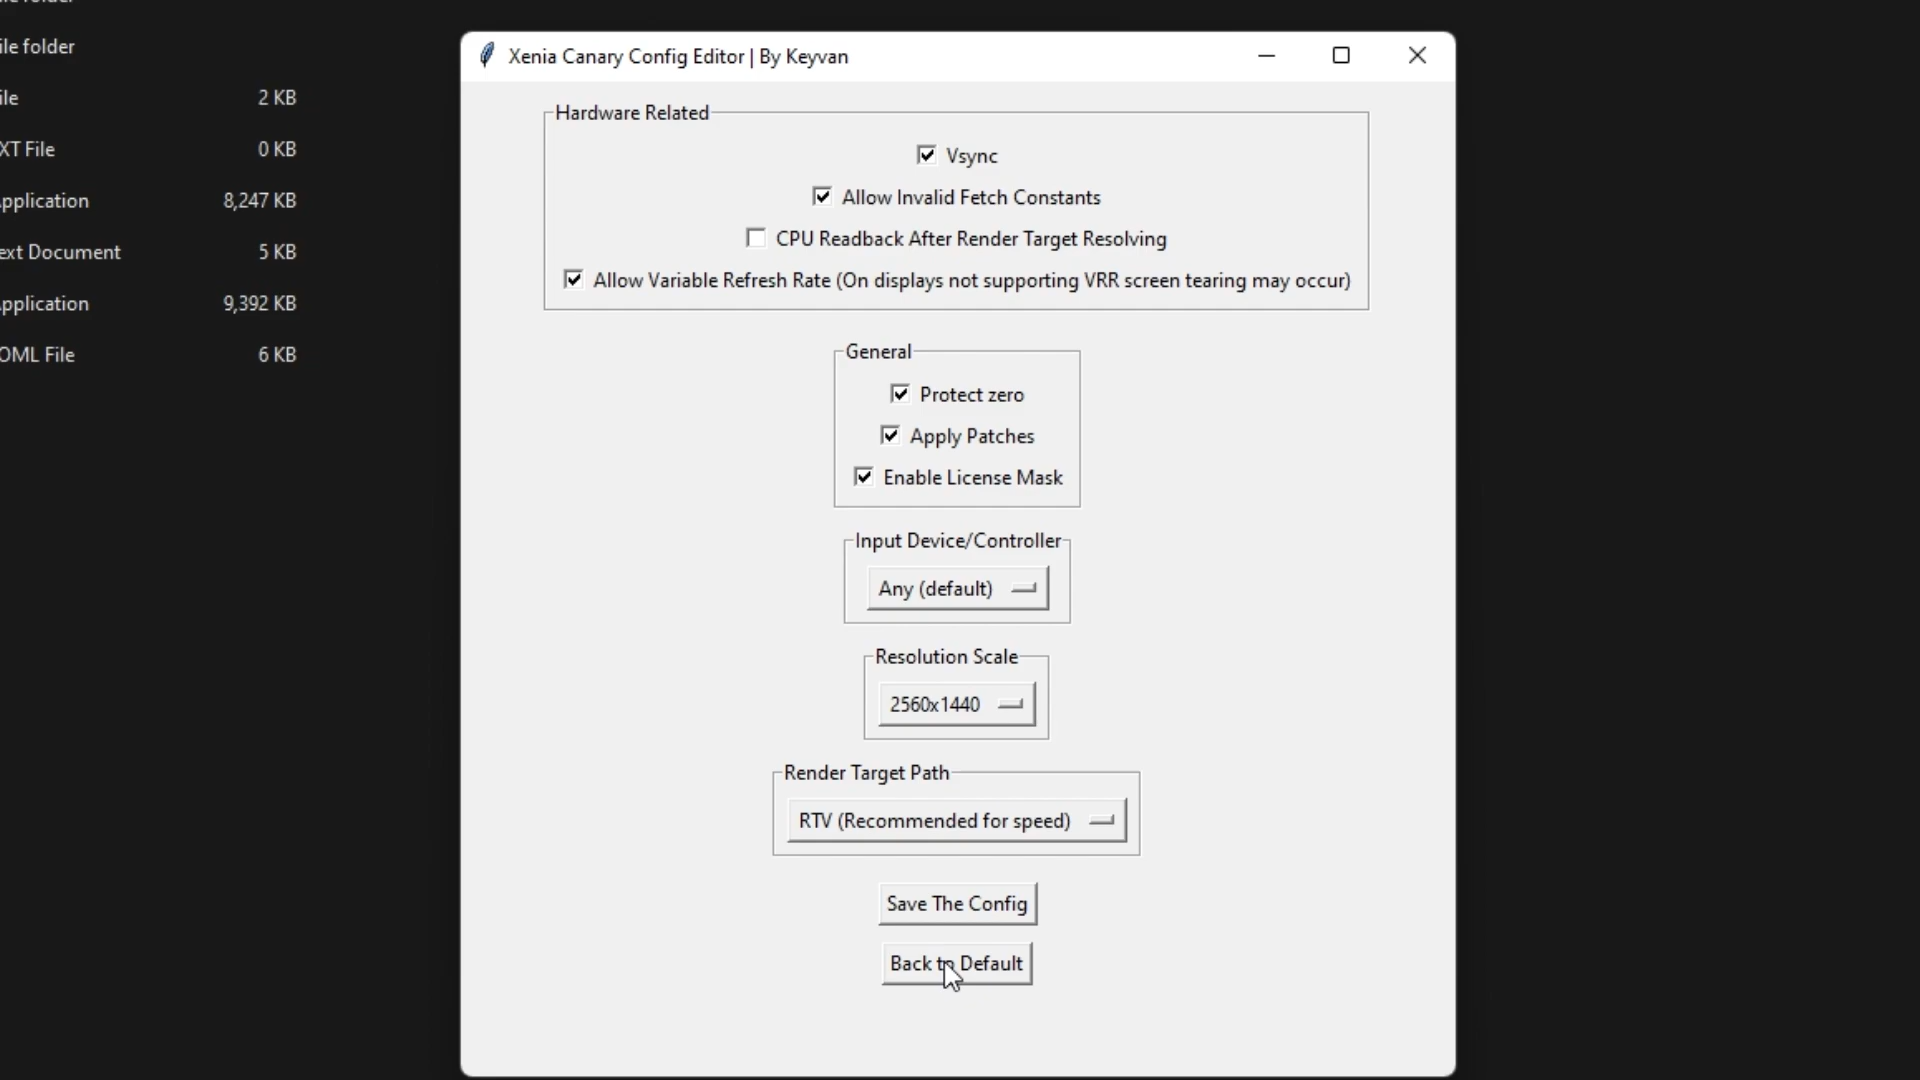 ile folder
ile 2 KB
XT File 0 KB
pplication 8,247 KB
ext Document 5 KB
pplication 9,392 KB
OML File 6 KB
Xenia Canary Config Editor | By Keyvan
Hardware Related
Vsync
Allow Invalid Fetch Constants
CPU Readback After Render Target Resolving
Allow Variable Refresh Rate (On displays not supporting VRR screen tearing may occur)
General
Protect zero
Apply Patches
Enable License Mask
Input Device/Controller
Any (default)
Resolution Scale
2560x1440
Render Target Path
RTV (Recommended for speed)
Save The Config
Back to Default